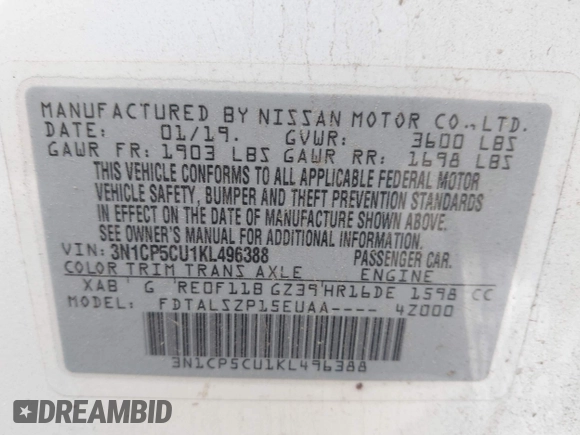 MANUFACTURED BY NISSAN MOTOR CO.,LTD.
DATE: 01/19. GVWR: 3600 LBS
GAWR FR: 1903 LBS GAWR RR: 1698 LBS
THIS VEHICLE CONFORMS TO ALL APPLICABLE FEDERAL MOTOR
VEHICLE SAFETY, BUMPER AND THEFT PREVENTION STANDARDS
IN EFFECT ON THE DATE OF MANUFACTURE SHOWN ABOVE.
SEE OWNER'S MANUAL FOR ADDITIONAL INFORMATION.
VIN: 3N1CP5CU1KL496388 PASSENGER CAR.
COLOR TRIM TRANS AXLE ENGINE
XAB G RE0F11B GZ39 HR16DE 1598 CC
MODEL: FDTALSZP15EUAA---- 4Z000
3N1CP5CU1KL496388
DREAMBID
DREAMBID